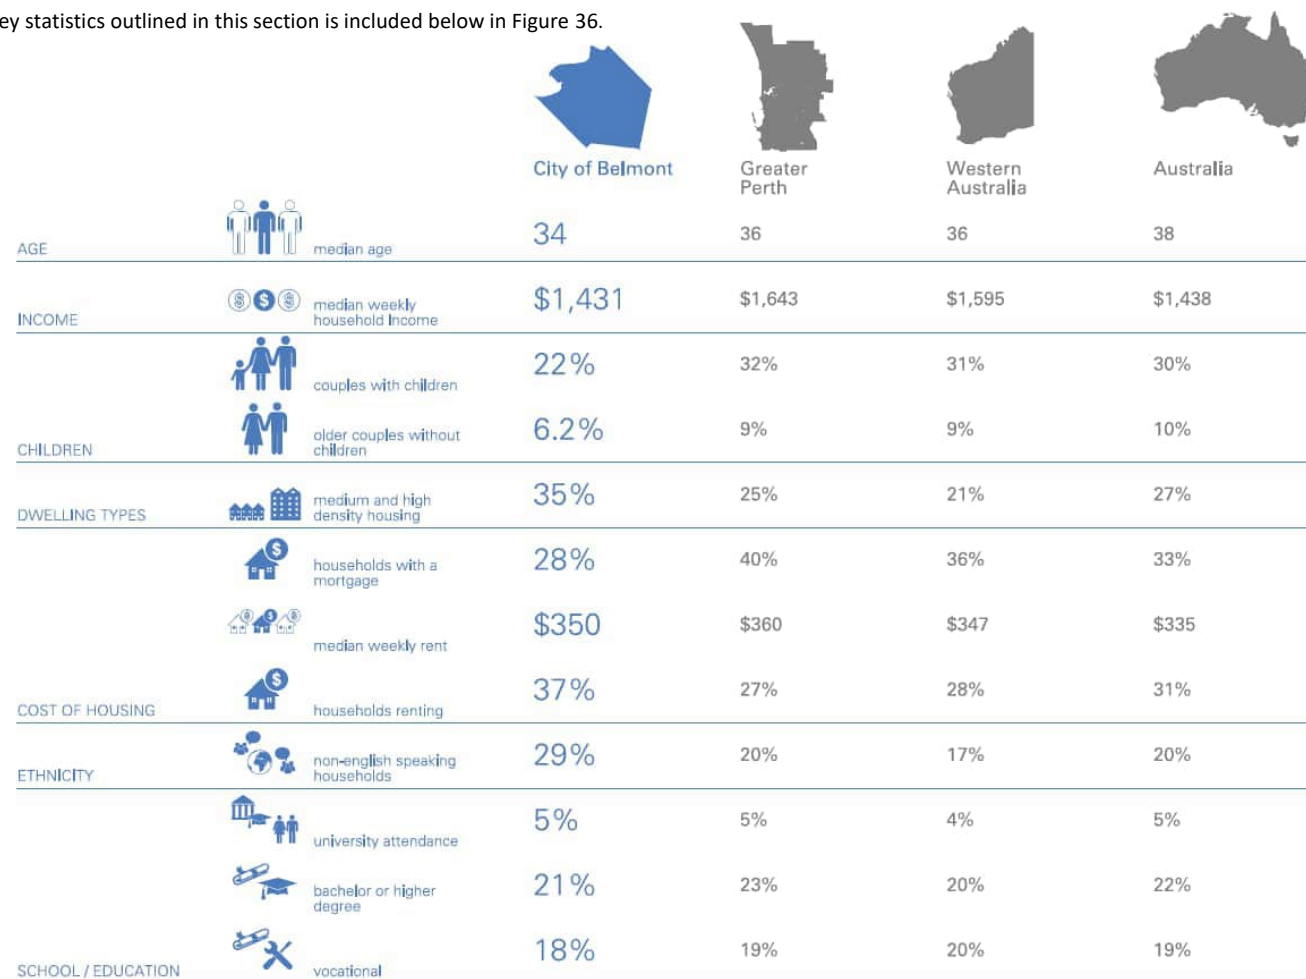 ey statistics outlined in this section is included below in Figure 36.
City of Belmont
Greater
Perth
Western
Australia
Australia
AGE
median age
34
36
36
38
INCOME
median weekly
household Income
$1,431
$1,643
$1,595
$1,438
couples with children
22%
32%
31%
30%
CHILDREN
older couples without
children
6.2%
9%
9%
10%
DWELLING TYPES
medium and high
density housing
35%
25%
21%
27%
households with a
mortgage
28%
40%
36%
33%
median weekly rent
$350
$360
$347
$335
COST OF HOUSING
households renting
37%
27%
28%
31%
ETHNICITY
non-english speaking
households
29%
20%
17%
20%
university attendance
5%
5%
4%
5%
bachelor or higher
degree
21%
23%
20%
22%
SCHOOL / EDUCATION
vocational
18%
19%
20%
19%